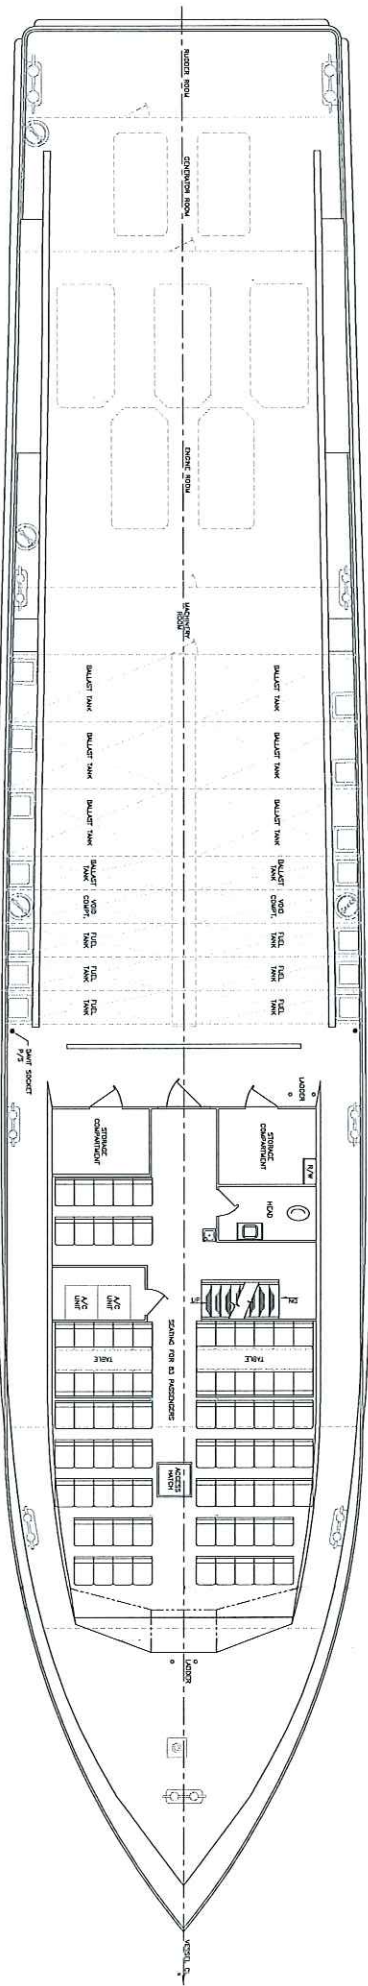 RUDDER ROOM
GENERATOR ROOM
ENGINE ROOM
MACHINERY
ROOM
BALLAST TANK
BALLAST TANK
BALLAST TANK
BALLAST TANK
BALLAST TANK
BALLAST TANK
BALLAST
TANK
BALLAST
TANK
VOID
COMPT.
VOID
COMPT.
FUEL
TANK
FUEL
TANK
FUEL
TANK
FUEL
TANK
FUEL
TANK
FUEL
TANK
DAVIT SOCKET
P/S
LADDER
STORAGE
COMPARTMENT
STORAGE
COMPARTMENT
R/W
HEAD
A/C
UNIT
A/C
UNIT
UP
DN
SEATING FOR 83 PASSENGERS
TABLE
TABLE
ACCESS
HATCH
LADDER
VESSEL CL